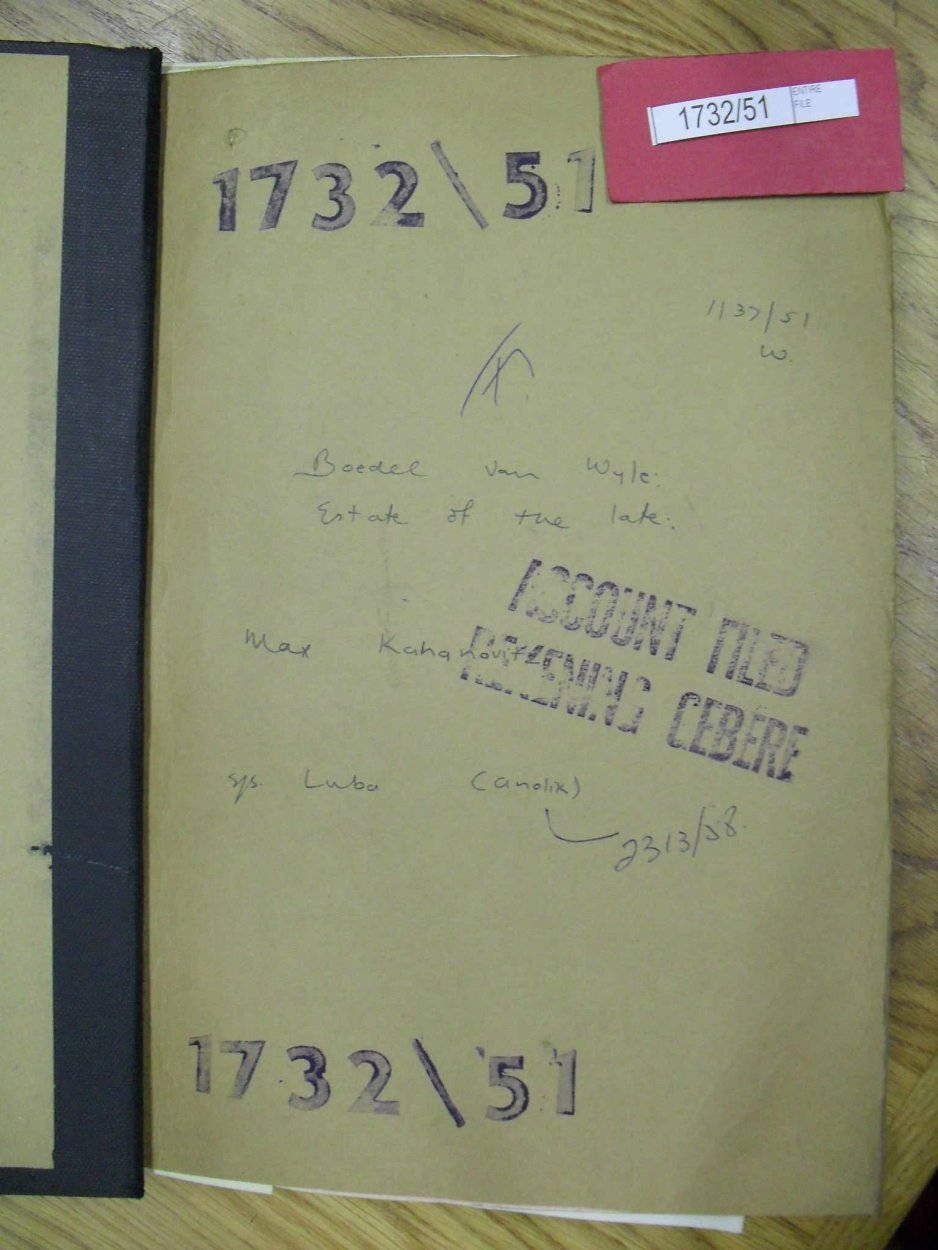 1732/51
ENTIRE
FILE
1732\51
1137/51
W.
Boedel van Wyle:
Estate of the late:
ACCOUNT FILED
REKENING GEBERE
Max Kahanovitz
sps. Luba (Anolik)
2313/58.
1732\51